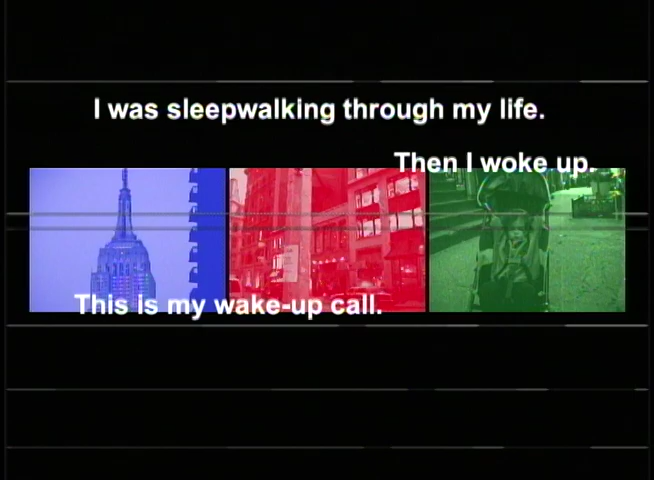 I was sleepwalking through my life.
Then I woke up.
This is my wake-up call.